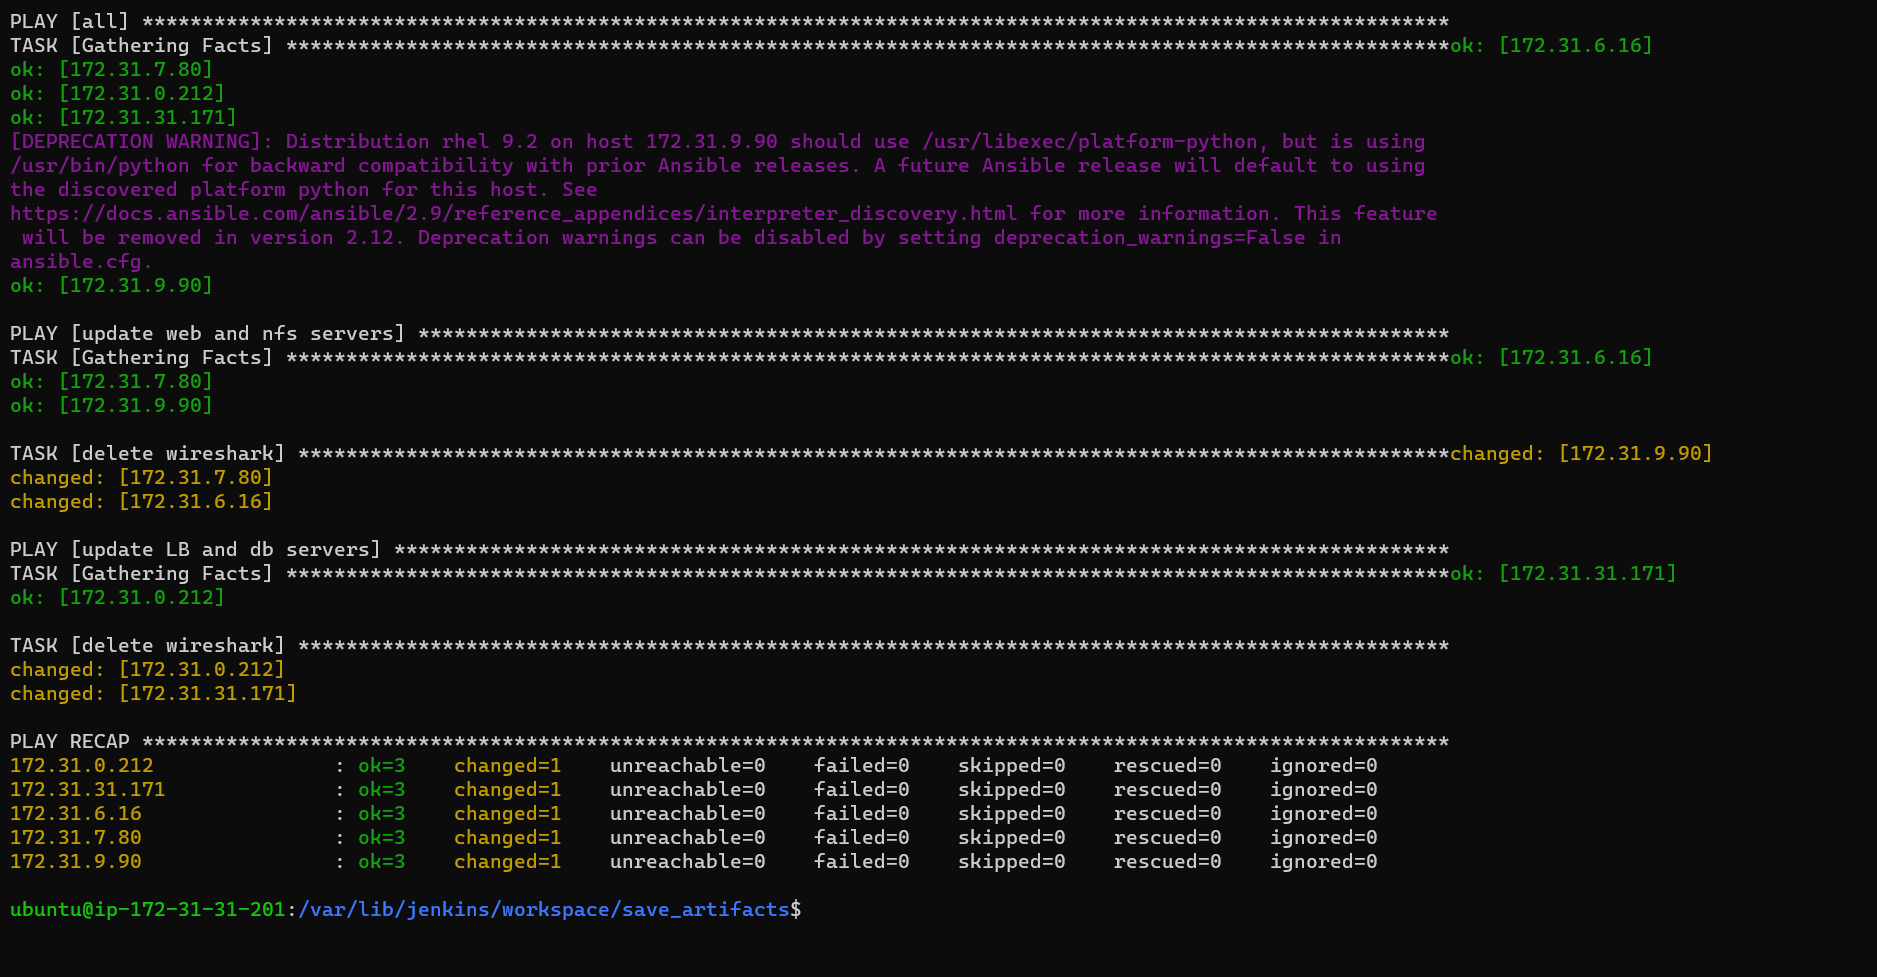 PLAY [all] *************************************************************************************************************
TASK [Gathering Facts] *************************************************************************************************ok: [172.31.6.16]
ok: [172.31.7.80]
ok: [172.31.0.212]
ok: [172.31.31.171]
[DEPRECATION WARNING]: Distribution rhel 9.2 on host 172.31.9.90 should use /usr/libexec/platform-python, but is using
/usr/bin/python for backward compatibility with prior Ansible releases. A future Ansible release will default to using
the discovered platform python for this host. See
https://docs.ansible.com/ansible/2.9/reference_appendices/interpreter_discovery.html for more information. This feature
 will be removed in version 2.12. Deprecation warnings can be disabled by setting deprecation_warnings=False in
ansible.cfg.
ok: [172.31.9.90]

PLAY [update web and nfs servers] **************************************************************************************
TASK [Gathering Facts] *************************************************************************************************ok: [172.31.6.16]
ok: [172.31.7.80]
ok: [172.31.9.90]

TASK [delete wireshark] ************************************************************************************************changed: [172.31.9.90]
changed: [172.31.7.80]
changed: [172.31.6.16]

PLAY [update LB and db servers] ****************************************************************************************
TASK [Gathering Facts] *************************************************************************************************ok: [172.31.31.171]
ok: [172.31.0.212]

TASK [delete wireshark] ************************************************************************************************
changed: [172.31.0.212]
changed: [172.31.31.171]

PLAY RECAP *************************************************************************************************************
172.31.0.212               : ok=3    changed=1    unreachable=0    failed=0    skipped=0    rescued=0    ignored=0
172.31.31.171              : ok=3    changed=1    unreachable=0    failed=0    skipped=0    rescued=0    ignored=0
172.31.6.16                : ok=3    changed=1    unreachable=0    failed=0    skipped=0    rescued=0    ignored=0
172.31.7.80                : ok=3    changed=1    unreachable=0    failed=0    skipped=0    rescued=0    ignored=0
172.31.9.90                : ok=3    changed=1    unreachable=0    failed=0    skipped=0    rescued=0    ignored=0

ubuntu@ip-172-31-31-201:/var/lib/jenkins/workspace/save_artifacts$